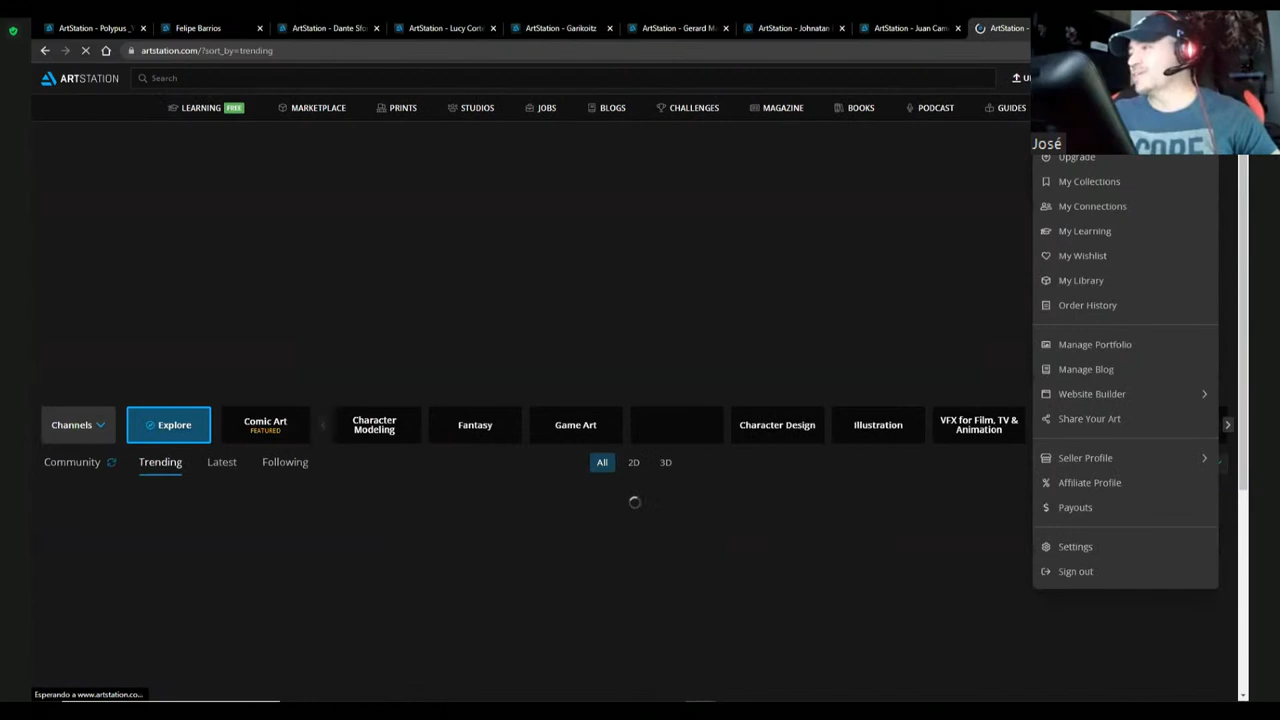 ArtStation - Polypus_
Felipe Barrios
ArtStation - Dante Sfo
ArtStation - Lucy Cort
ArtStation - Garikoitz
ArtStation - Gerard M
ArtStation - Johnatan
ArtStation - Juan Cam
ArtStation -
artstation.com/?sort_by=trending
ARTSTATION
Search
LEARNING FREE
MARKETPLACE
PRINTS
STUDIOS
JOBS
BLOGS
CHALLENGES
MAGAZINE
BOOKS
PODCAST
GUIDES
CORE
José
Upgrade
My Collections
My Connections
My Learning
My Wishlist
My Library
Order History
Manage Portfolio
Manage Blog
Website Builder
Share Your Art
Seller Profile
Affiliate Profile
Payouts
Settings
Sign out
Channels
Explore
Comic Art
FEATURED
Character
Modeling
Fantasy
Game Art
Character Design
Illustration
VFX for Film, TV &
Animation
Community
Trending
Latest
Following
All
2D
3D
Esperando a www.artstation.co...